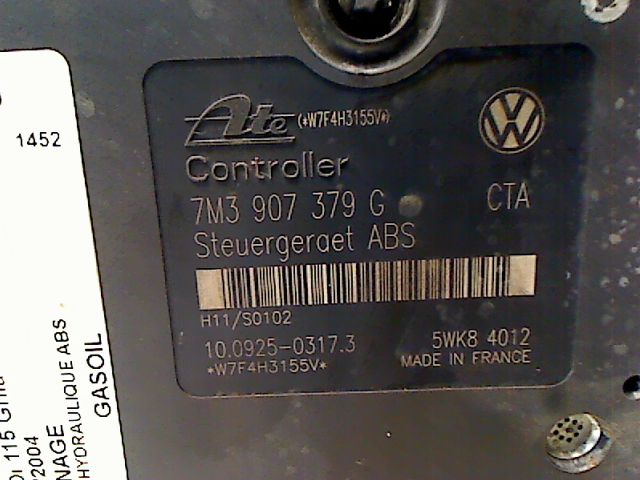 Ate (*W7F4H3155V*)
VW
Controller
7M3 907 379 G CTA
Steuergeraet ABS
H11/S0102
10.0925-0317.3 5WK8 4012
*W7F4H3155V* MADE IN FRANCE
1452
115
2004
HYDRAULIQUE ABS
GASOIL